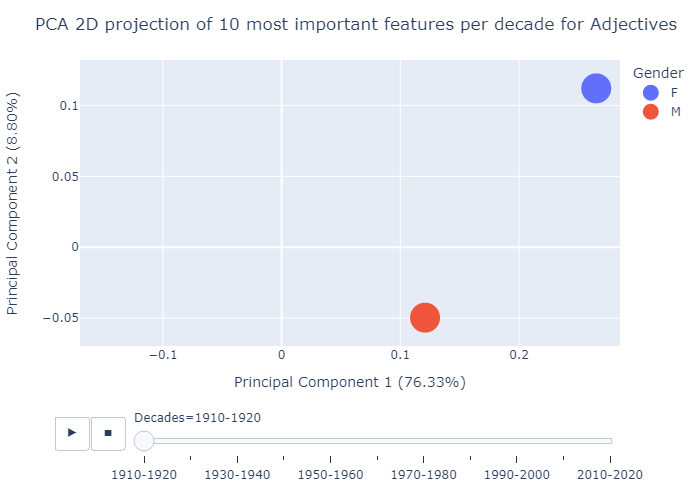 PCA 2D projection of 10 most important features per decade for Adjectives
Gender
F
M
Principal Component 2 (8.80%)
0.1
0.05
0
−0.05
−0.1
0
0.1
0.2
Principal Component 1 (76.33%)
Decades=1910-1920
1910-1920
1930-1940
1950-1960
1970-1980
1990-2000
2010-2020